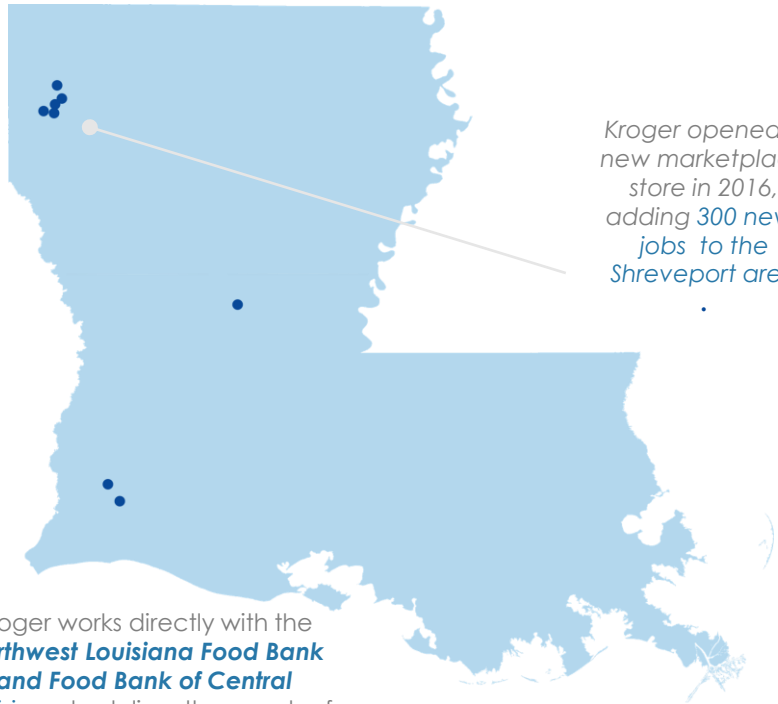 Kroger opened
new marketpla
store in 2016,
adding 300 new
jobs to the
Shreveport are
.
oger works directly with the
rthwest Louisiana Food Bank
and Food Bank of Central